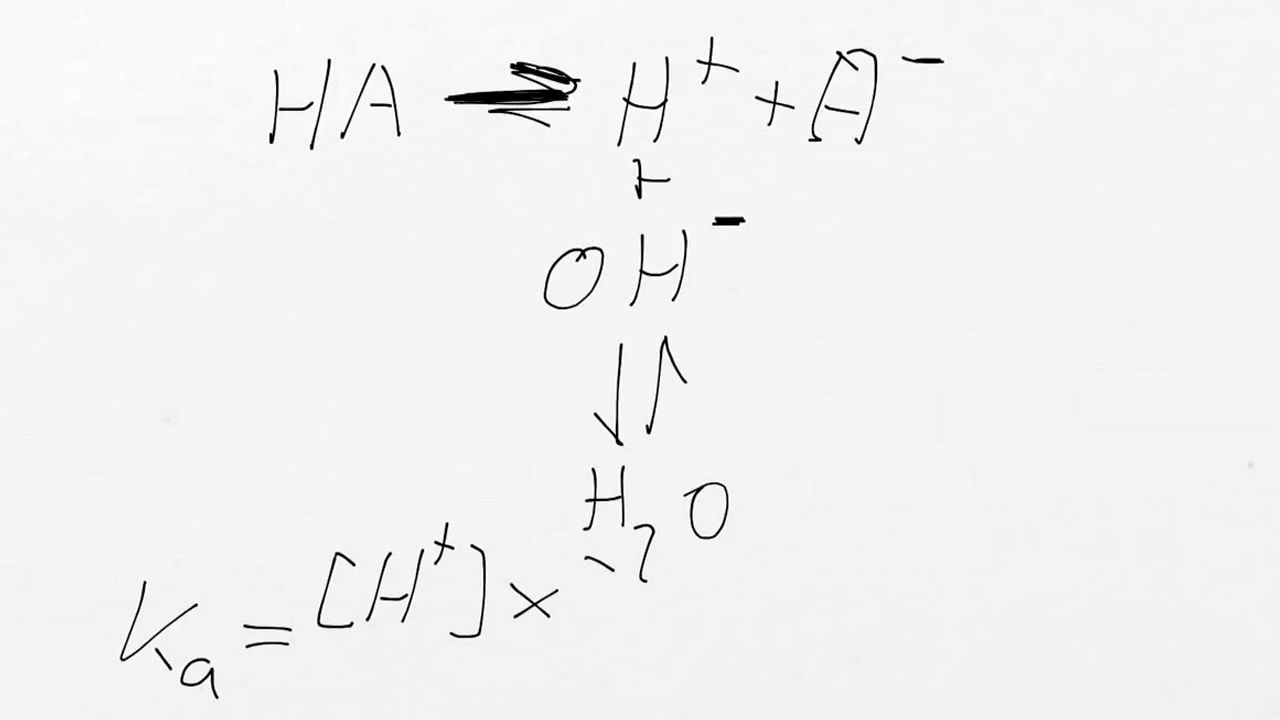 HA ⇌ H⁺ + A⁻
+
OH⁻
⇃↾
H₂O
Kₐ = [H⁺] ×